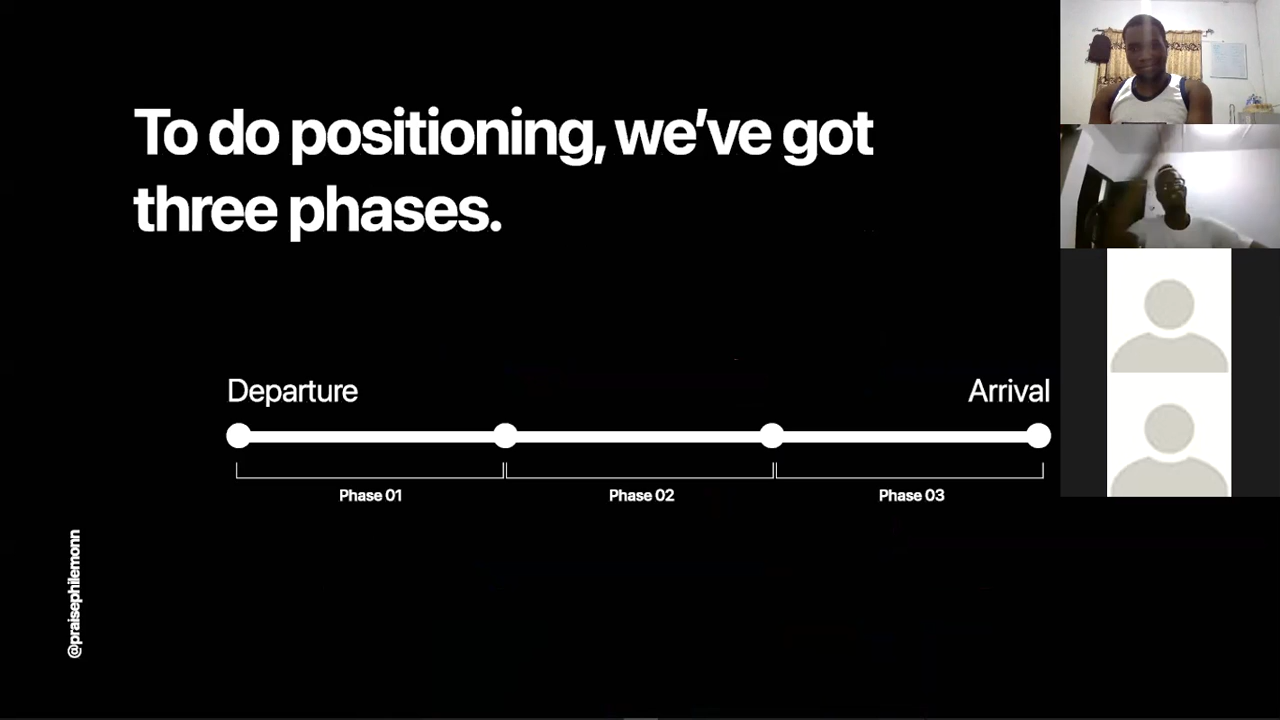 To do positioning, we’ve got
three phases.
Departure
Arrival
Phase 01
Phase 02
Phase 03
@praisephilemonn